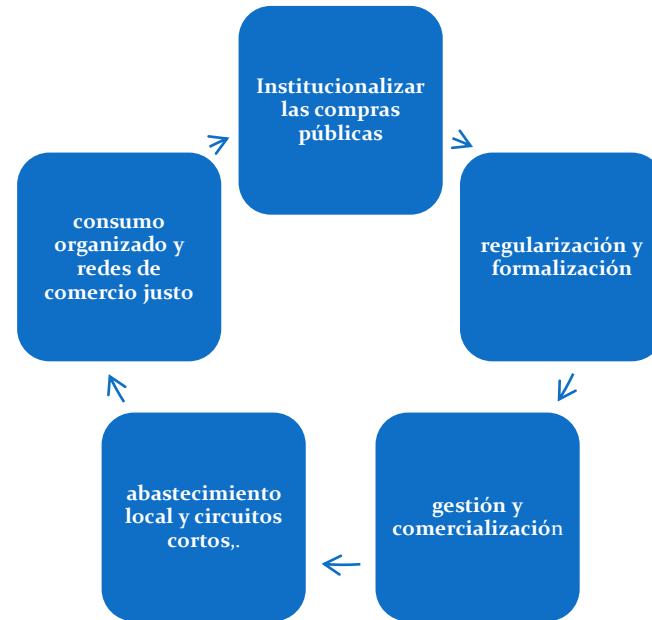 Institucionalizar
las compras
públicas
regularización y
formalización
gestión y
comercialización
abastecimiento
local y circuitos
cortos,.
consumo
organizado y
redes de
comercio justo